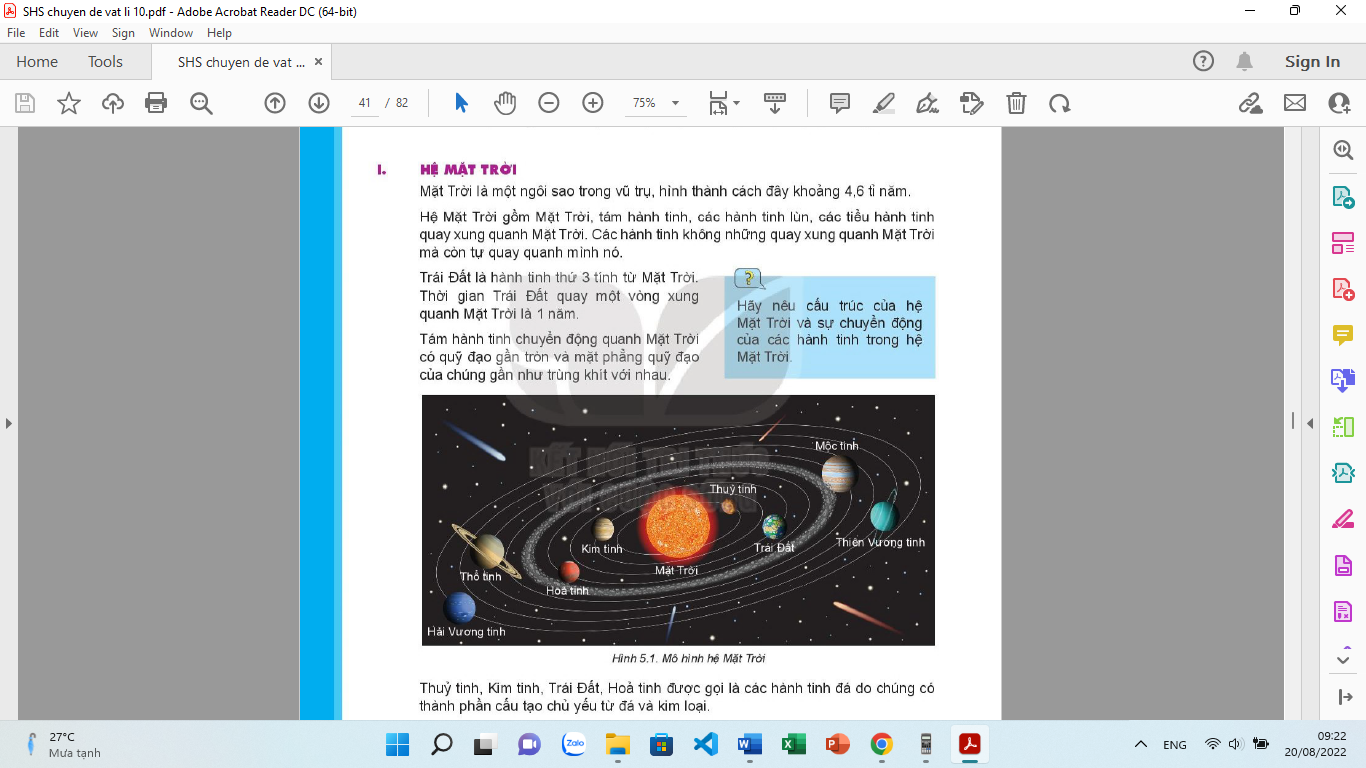 SHS chuyen de vat li 10.pdf - Adobe Acrobat Reader DC (64-bit)
File Edit View Sign Window Help
Home Tools SHS chuyen de vat ... × Sign In
41 / 82 75%
I. HỆ MẶT TRỜI
Mặt Trời là một ngôi sao trong vũ trụ, hình thành cách đây khoảng 4,6 tỉ năm.
Hệ Mặt Trời gồm Mặt Trời, tám hành tinh, các hành tinh lùn, các tiểu hành tinh
quay xung quanh Mặt Trời. Các hành tinh không những quay xung quanh Mặt Trời
mà còn tự quay quanh mình nó.
Trái Đất là hành tinh thứ 3 tính từ Mặt Trời.
Thời gian Trái Đất quay một vòng xung
quanh Mặt Trời là 1 năm.
Tám hành tinh chuyển động quanh Mặt Trời
có quỹ đạo gần tròn và mặt phẳng quỹ đạo
của chúng gần như trùng khít với nhau.
?
Hãy nêu cấu trúc của hệ
Mặt Trời và sự chuyển động
của các hành tinh trong hệ
Mặt Trời.
KẾT NỐI TRI THỨC
VỚI CUỘC SỐNG
Mộc tinh
Thuỷ tinh
Kim tinh
Trái Đất
Thiên Vương tinh
Mặt Trời
Thổ tinh
Hoả tinh
Hải Vương tinh
Hình 5.1. Mô hình hệ Mặt Trời
Thuỷ tinh, Kim tinh, Trái Đất, Hoả tinh được gọi là các hành tinh đá do chúng có
thành phần cấu tạo chủ yếu từ đá và kim loại.
27°C
Mưa tạnh
Zalo
ENG
09:22
20/08/2022